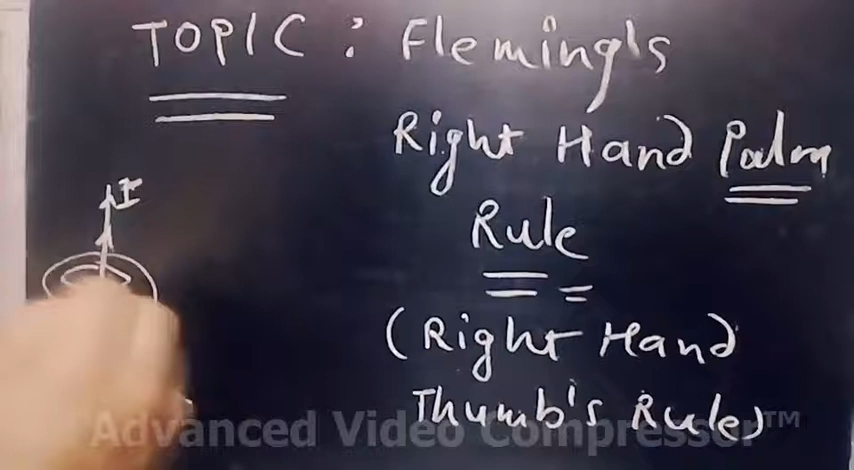 TOPIC : Fleming's
Right Hand Palm
Rule
I
(Right Hand
Thumb's Rule)
Advanced Video Compressor™